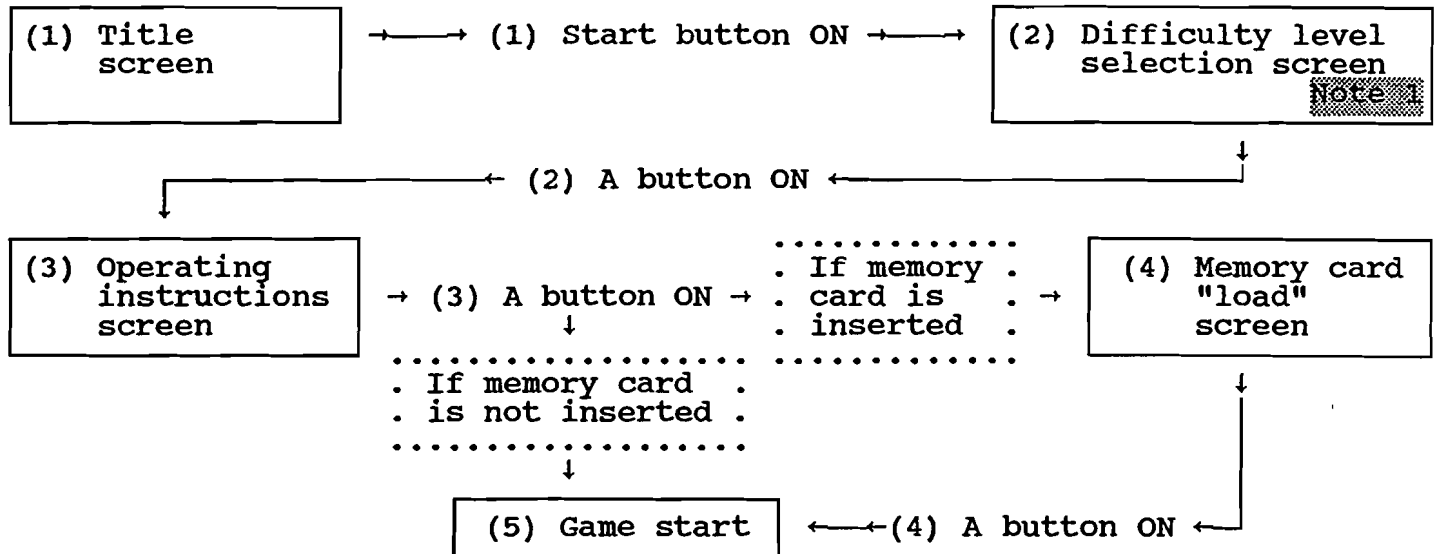 (1) Title
screen
(1) Start button ON
(2) Difficulty level
selection screen
Note 1
(2) A button ON
(3) Operating
instructions
screen
(3) A button ON
If memory
card is
inserted
(4) Memory card
"load"
screen
If memory card
is not inserted
(5) Game start
(4) A button ON